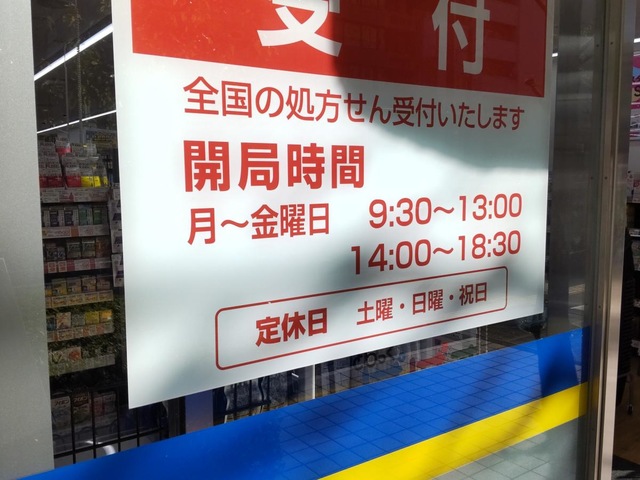 受付
全国の処方せん受付いたします
開局時間
月～金曜日 9:30～13:00
14:00～18:30
定休日 土曜・日曜・祝日